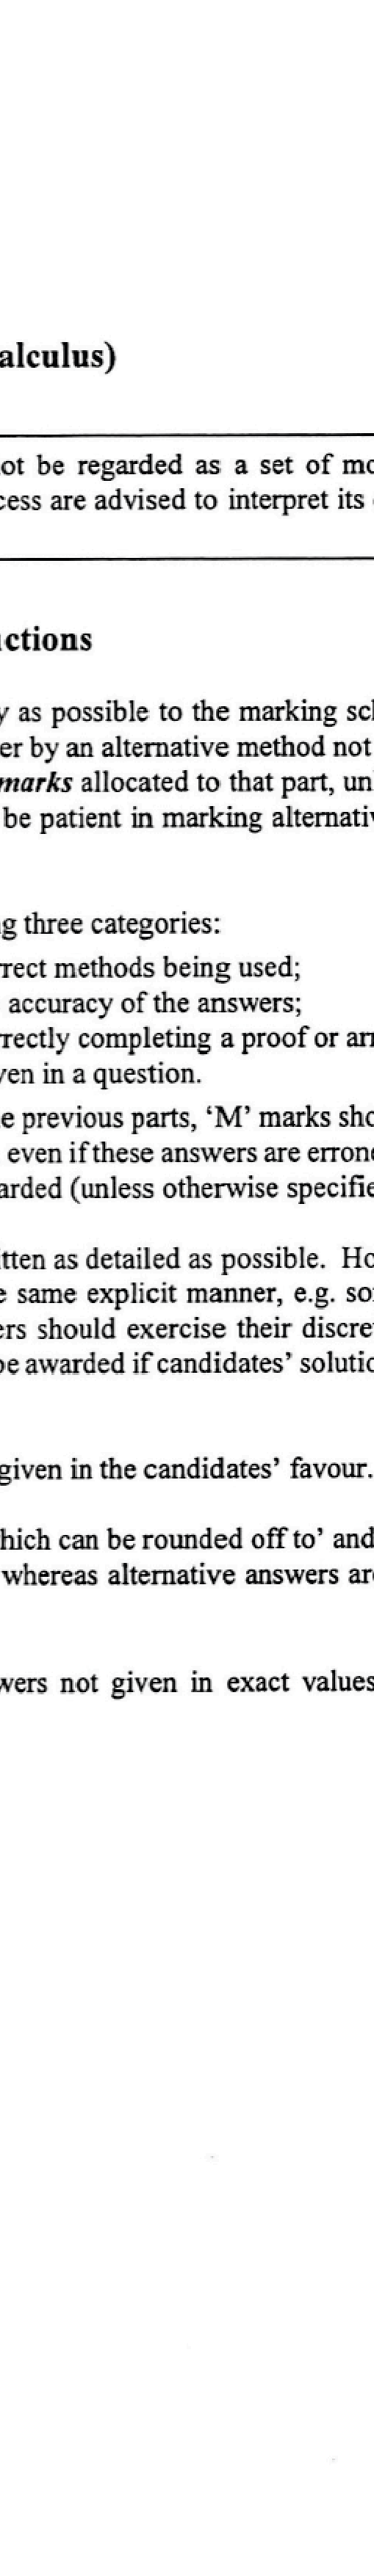 alculus)
ot be regarded as a set of mo
cess are advised to interpret its
uctions
y as possible to the marking sc
er by an alternative method not
marks allocated to that part, un
be patient in marking alternativ
g three categories:
rrect methods being used;
accuracy of the answers;
rrectly completing a proof or ar
ven in a question.
e previous parts, ‘M’ marks sho
even if these answers are errone
arded (unless otherwise specifie
itten as detailed as possible. Ho
e same explicit manner, e.g. so
ers should exercise their discre
be awarded if candidates’ solutio
given in the candidates’ favour.
hich can be rounded off to’ and
whereas alternative answers are
wers not given in exact values